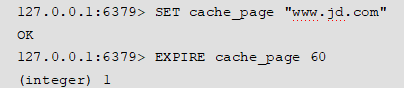 127.0.0.1:6379> SET cache_page "www.jd.com"
OK
127.0.0.1:6379> EXPIRE cache_page 60
(integer) 1